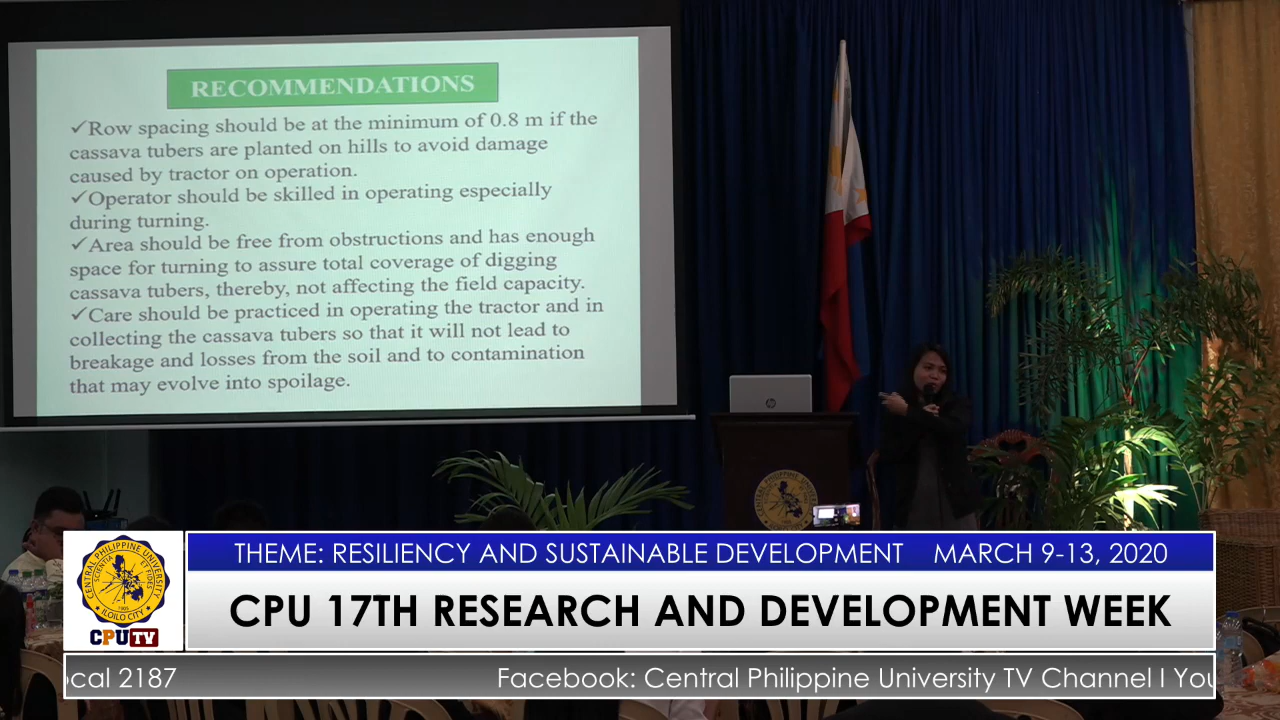 RECOMMENDATIONS
✓Row spacing should be at the minimum of 0.8 m if the
cassava tubers are planted on hills to avoid damage
caused by tractor on operation.
✓Operator should be skilled in operating especially
during turning.
✓Area should be free from obstructions and has enough
space for turning to assure total coverage of digging
cassava tubers, thereby, not affecting the field capacity.
✓Care should be practiced in operating the tractor and in
collecting the cassava tubers so that it will not lead to
breakage and losses from the soil and to contamination
that may evolve into spoilage.
hp
CENTRAL PHILIPPINE UNIVERSITY
SCIENTIA ET FIDES
1905
ILOILO CITY
CPUTV
THEME: RESILIENCY AND SUSTAINABLE DEVELOPMENT MARCH 9-13, 2020
CPU 17TH RESEARCH AND DEVELOPMENT WEEK
ocal 2187 Facebook: Central Philippine University TV Channel I You